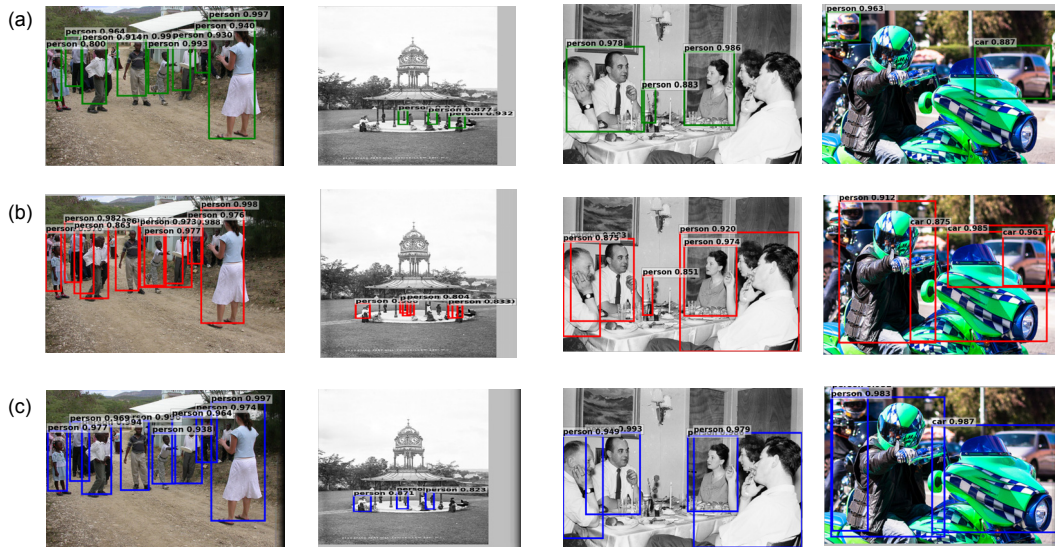 (a)
person 0.997
person 0.964
person 0.940
person 0.914
person 0.930
person 0.800
0.993
person 0.978
person 0.986
person 0.883
0.877
person 0.932
person 0.963
car 0.887
(b)
person 0.998
person 0.982
person 0.976
person 0.973
0.988
person 0.863
person 0.977
person 0.804
0.833
person 0.920
person 0.875
person 0.974
person 0.851
person 0.912
car 0.875
car 0.985
car 0.961
(c)
person 0.997
person 0.974
person 0.969
person 0.964
person 0.977
person 0.938
person 0.871
person 0.823
0.993
person 0.949
person 0.979
person 0.983
car 0.987